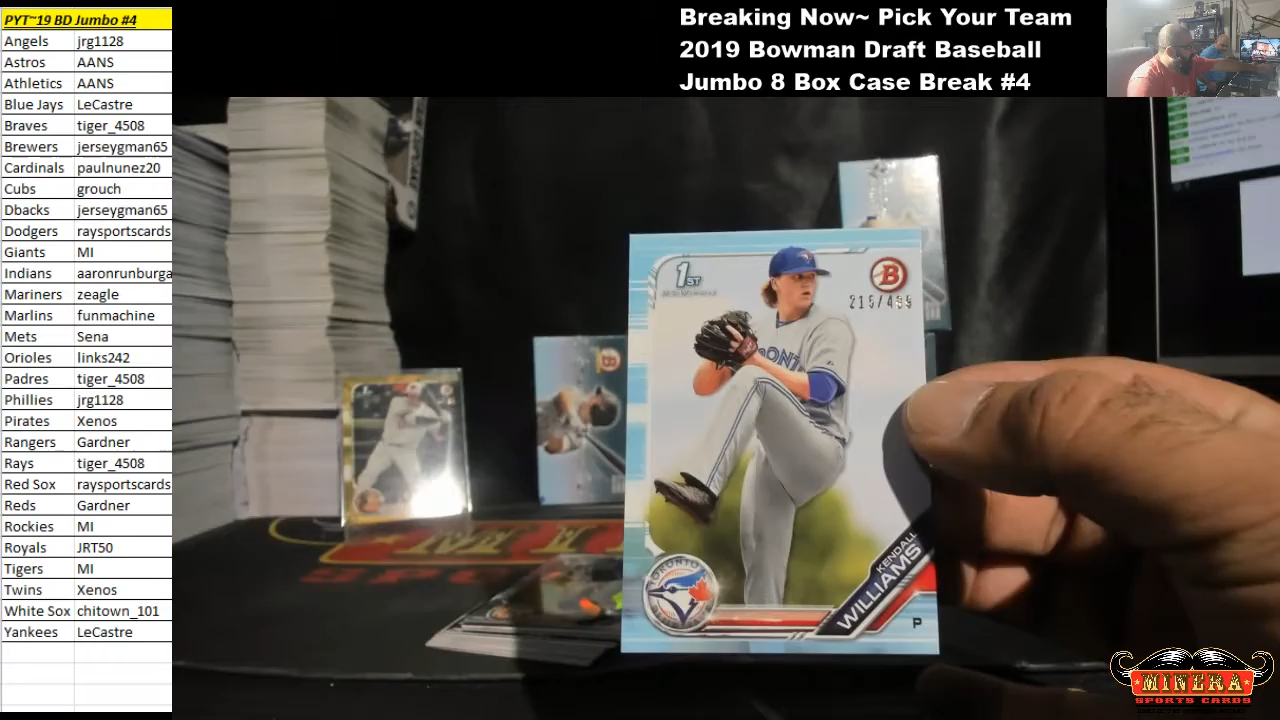 PYT~19 BD Jumbo #4
Angels jrg1128
Astros AANS
Athletics AANS
Blue Jays LeCastre
Braves tiger_4508
Brewers jerseygman65
Cardinals paulnunez20
Cubs grouch
Dbacks jerseygman65
Dodgers raysportscards
Giants MI
Indians aaronrunburga
Mariners zeagle
Marlins funmachine
Mets Sena
Orioles links242
Padres tiger_4508
Phillies jrg1128
Pirates Xenos
Rangers Gardner
Rays tiger_4508
Red Sox raysportscards
Reds Gardner
Rockies MI
Royals JRT50
Tigers MI
Twins Xenos
White Sox chitown_101
Yankees LeCastre
Breaking Now~ Pick Your Team
2019 Bowman Draft Baseball
Jumbo 8 Box Case Break #4
1ST
B
TORONTO
KENDALL
WILLIAMS
P
MINERA
SPORTS CARDS